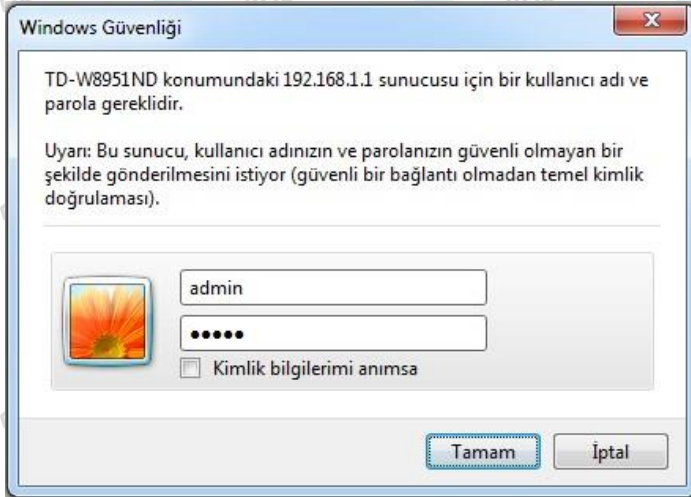 Windows Güvenliği
TD-W8951ND konumundaki 192.168.1.1 sunucusu için bir kullanıcı adı ve
parola gereklidir.
Uyarı: Bu sunucu, kullanıcı adınızın ve parolanızın güvenli olmayan bir
şekilde gönderilmesini istiyor (güvenli bir bağlantı olmadan temel kimlik
doğrulaması).
admin
•••••
Kimlik bilgilerimi anımsa
Tamam
İptal